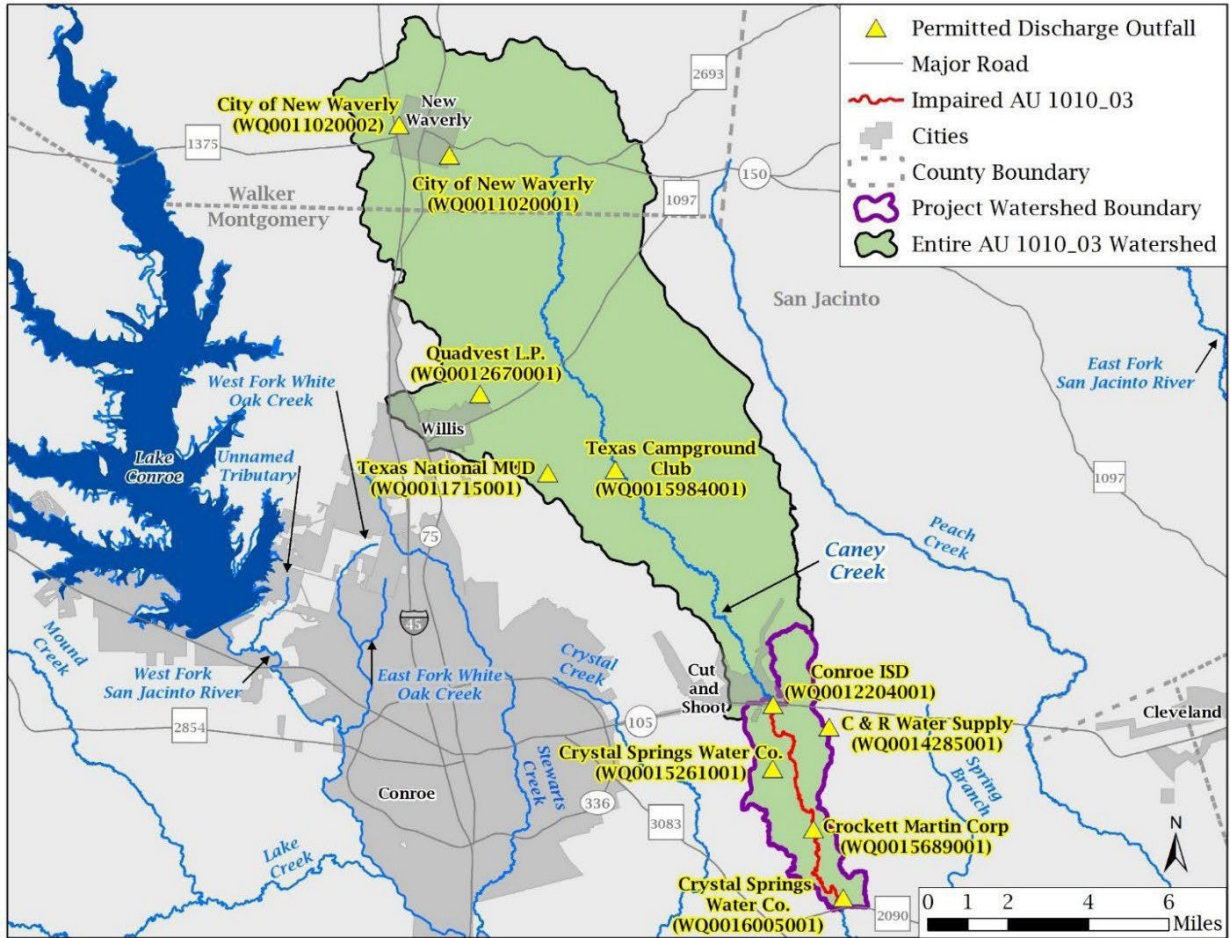 Permitted Discharge Outfall
Major Road
Impaired AU 1010_03
Cities
County Boundary
Project Watershed Boundary
Entire AU 1010_03 Watershed
2693
City of New Waverly
(WQ0011020002)
New
Waverly
1375
150
City of New Waverly
(WQ0011020001)
1097
Walker
Montgomery
San Jacinto
East Fork
San Jacinto River
Quadvest L.P.
(WQ0012670001)
West Fork White
Oak Creek
Willis
Unnamed
Tributary
Lake
Conroe
Texas National MUD
(WQ0011715001)
Texas Campground
Club
(WQ0015984001)
1097
75
Peach
Creek
Caney
Creek
45
Mound
Creek
West Fork
San Jacinto River
East Fork White
Oak Creek
Crystal
Creek
Cut
and
Shoot
Conroe ISD
(WQ0012204001)
2854
105
C & R Water Supply
(WQ0014285001)
Cleveland
Crystal Springs Water Co.
(WQ0015261001)
Stewarts
Creek
Spring
Branch
Conroe
336
3083
Crockett Martin Corp
(WQ0015689001)
N
Lake
Creek
Crystal Springs
Water Co.
(WQ0016005001)
2090
0 1 2 4 6
Miles